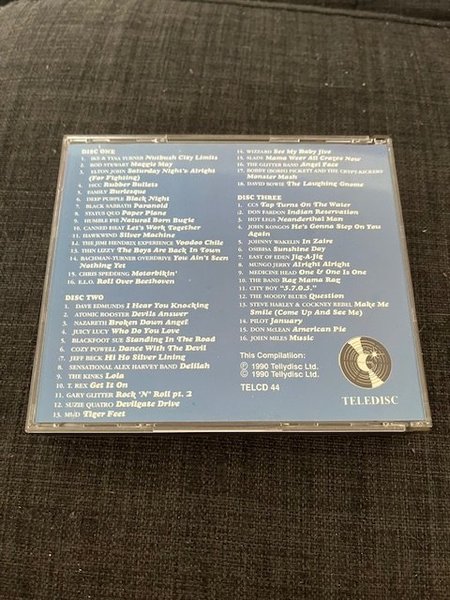 DISC ONE
1. IKE & TINA TURNER Nutbush City Limits
2. ROD STEWART Maggie May
3. ELTON JOHN Saturday Night's Alright
(For Fighting)
4. 10CC Rubber Bullets
5. FAMILY Burlesque
6. DEEP PURPLE Black Night
7. BLACK SABBATH Paranoid
8. STATUS QUO Paper Plane
9. HUMBLE PIE Natural Born Bugie
10. CANNED HEAT Let's Work Together
11. HAWKWIND Silver Machine
12. THE JIMI HENDRIX EXPERIENCE Voodoo Chile
13. THIN LIZZY The Boys Are Back In Town
14. BACHMAN-TURNER OVERDRIVE You Ain't Seen
Nothing Yet
15. CHRIS SPEDDING Motorbikin'
16. E.L.O. Roll Over Beethoven
DISC TWO
1. DAVE EDMUNDS I Hear You Knocking
2. ATOMIC ROOSTER Devils Answer
3. NAZARETH Broken Down Angel
4. JUICY LUCY Who Do You Love
5. BLACKFOOT SUE Standing In The Road
6. COZY POWELL Dance With The Devil
7. JEFF BECK Hi Ho Silver Lining
8. SENSATIONAL ALEX HARVEY BAND Delilah
9. THE KINKS Lola
10. T. REX Get It On
11. GARY GLITTER Rock 'N' Roll pt. 2
12. SUZIE QUATRO Devilgate Drive
13. MUD Tiger Feet
14. WIZZARD See My Baby Jive
15. SLADE Mama Weer All Crazee Now
16. THE GLITTER BAND Angel Face
17. BOBBY (BORIS) PICKETT AND THE CRYPT-KICKERS
Monster Mash
18. DAVID BOWIE The Laughing Gnome
DISC THREE
1. CCS Tap Turns On The Water
2. DON FARDON Indian Reservation
3. HOT LEGS Neanderthal Man
4. JOHN KONGOS He's Gonna Step On You
Again
5. JOHNNY WAKELIN In Zaire
6. OSIBISA Sunshine Day
7. EAST OF EDEN Jig-A-Jig
8. MUNGO JERRY Alright Alright
9. MEDICINE HEAD One & One Is One
10. THE BAND Rag Mama Rag
11. CITY BOY "5.7.0.5."
12. THE MOODY BLUES Question
13. STEVE HARLEY & COCKNEY REBEL Make Me
Smile (Come Up And See Me)
14. PILOT January
15. DON McLEAN American Pie
16. JOHN MILES Music
This Compilation:
℗ 1990 Tellydisc Ltd.
© 1990 Tellydisc Ltd.
TELCD 44
TELEDISC